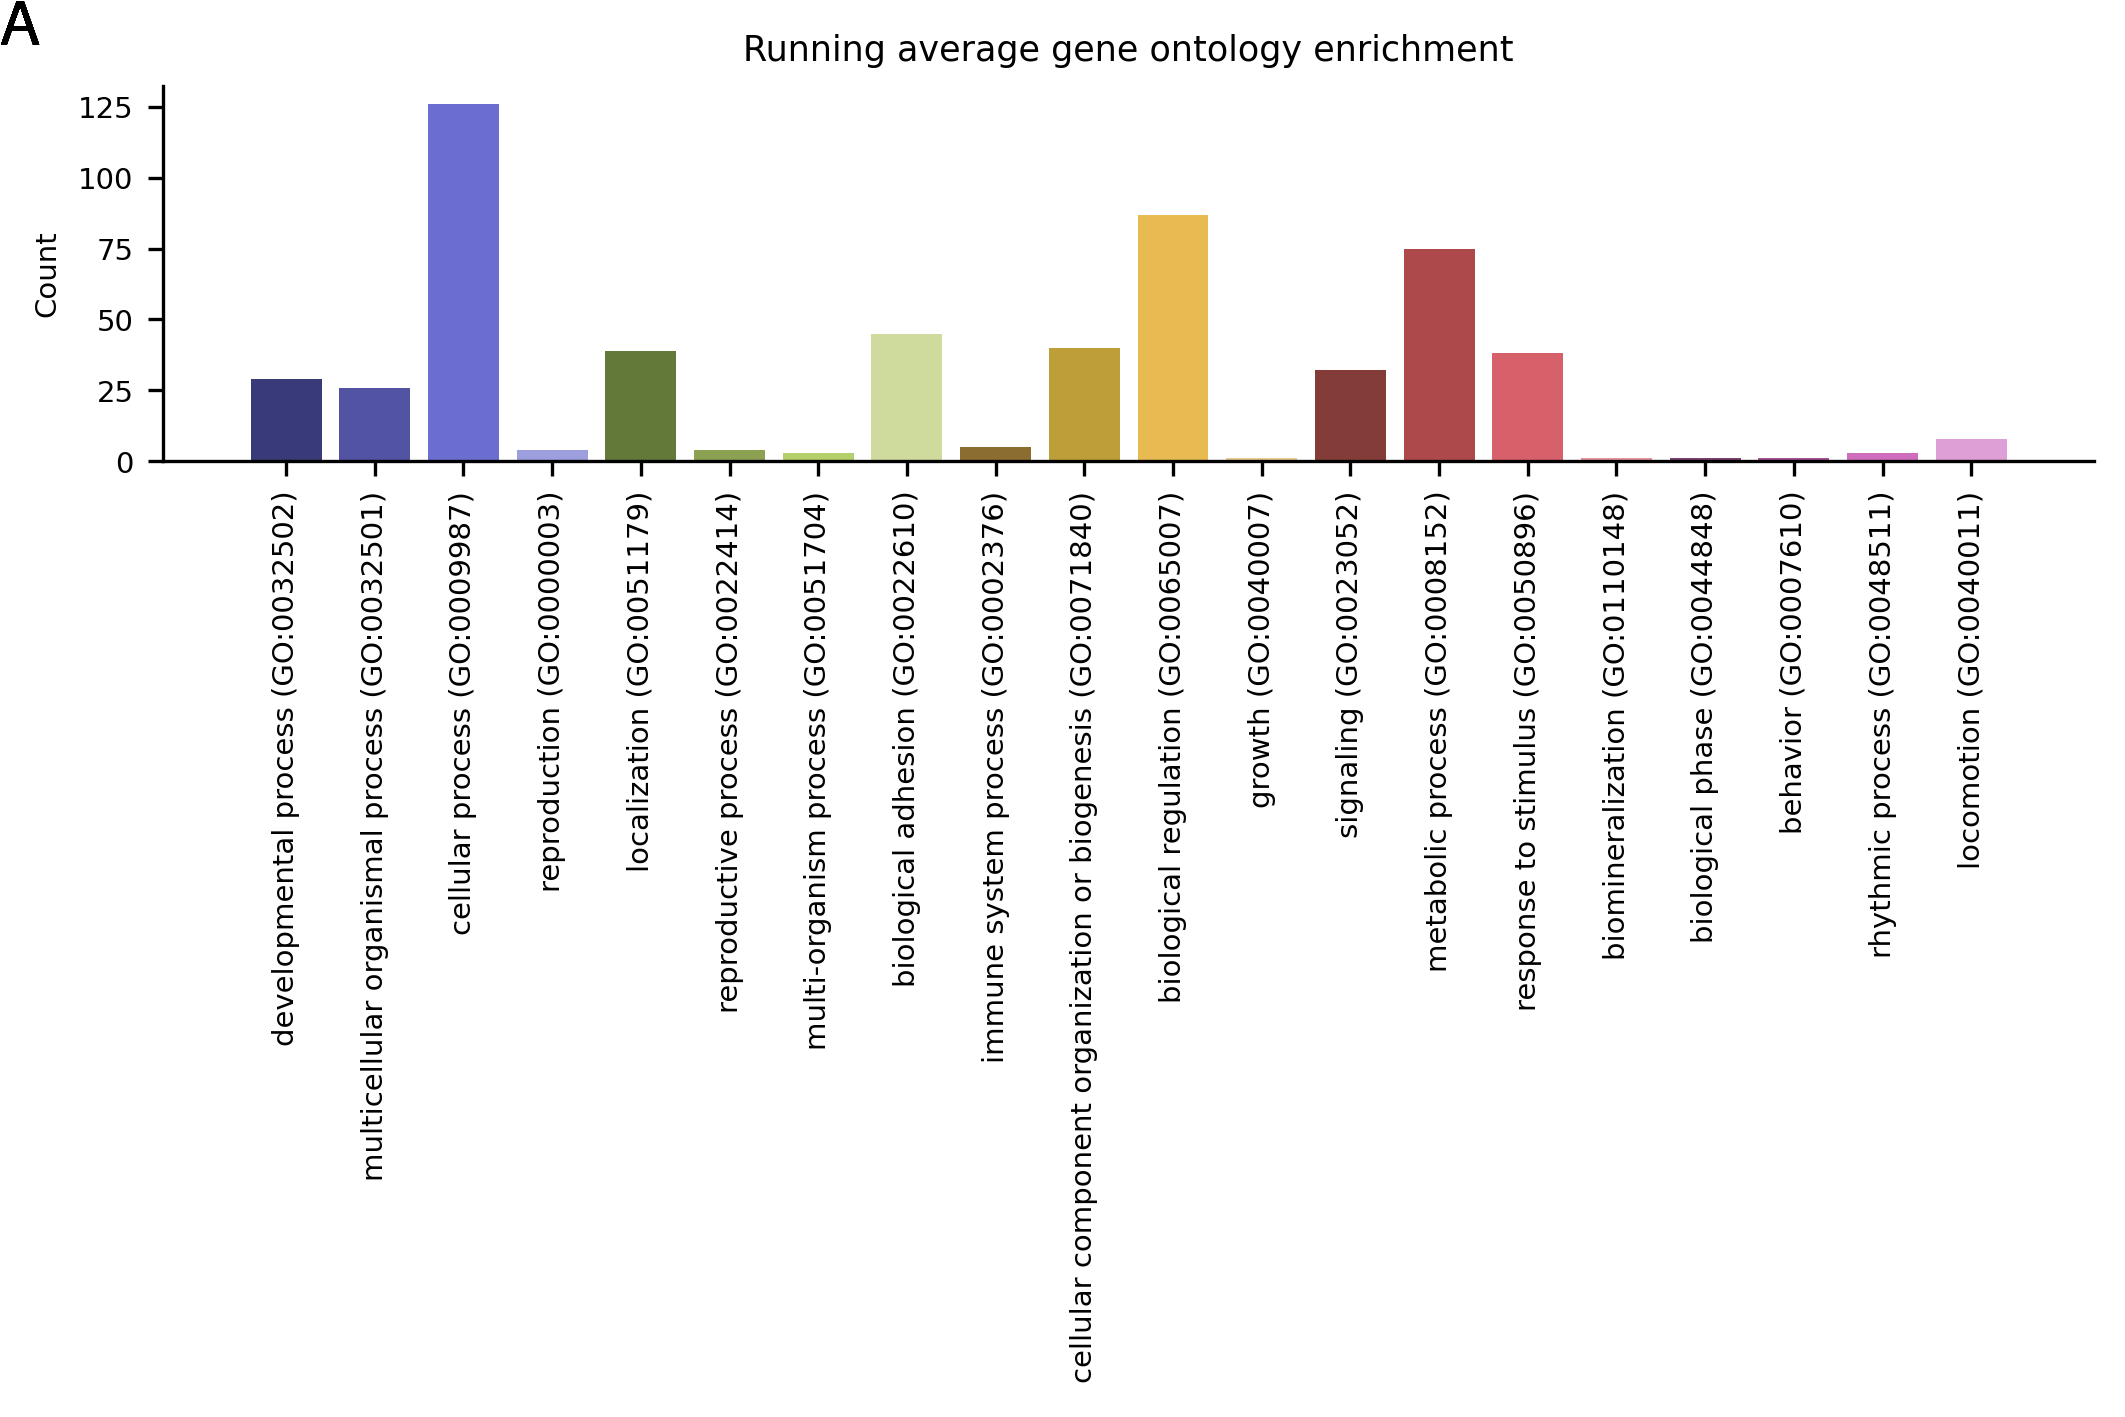 A
Running average gene ontology enrichment
Count
125
100
75
50
25
0
developmental process (GO:0032502)
multicellular organismal process (GO:0032501)
cellular process (GO:0009987)
reproduction (GO:0000003)
localization (GO:0051179)
reproductive process (GO:0022414)
multi-organism process (GO:0051704)
biological adhesion (GO:0022610)
immune system process (GO:0002376)
cellular component organization or biogenesis (GO:0071840)
biological regulation (GO:0065007)
growth (GO:0040007)
signaling (GO:0023052)
metabolic process (GO:0008152)
response to stimulus (GO:0050896)
biomineralization (GO:0110148)
biological phase (GO:0044848)
behavior (GO:0007610)
rhythmic process (GO:0048511)
locomotion (GO:0040011)